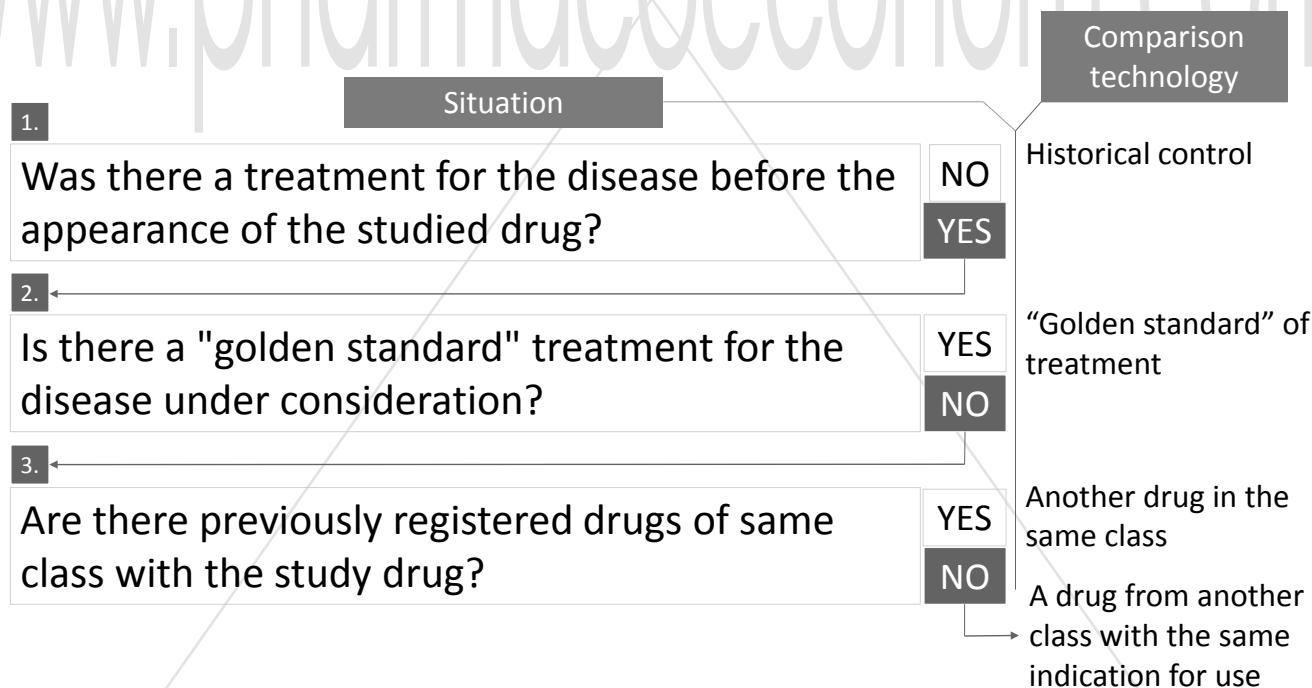 Comparison
technology
Situation
1.
Was there a treatment for the disease before the
appearance of the studied drug?
NO
YES
Historical control
2.
Is there a "golden standard" treatment for the
disease under consideration?
YES
NO
“Golden standard” of
treatment
3.
Are there previously registered drugs of same
class with the study drug?
YES
NO
Another drug in the
same class
A drug from another
class with the same
indication for use